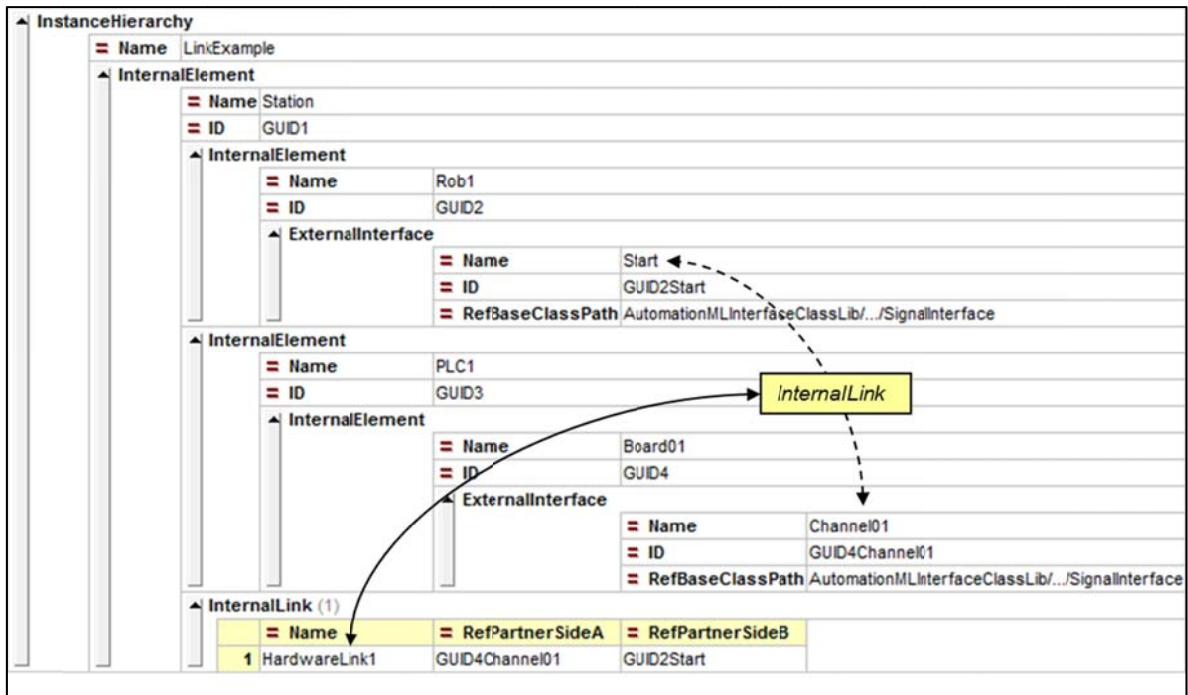 InstanceHierarchy
= Name LinkExample
InternalElement
= Name Station
= ID GUID1
InternalElement
= Name Rob1
= ID GUID2
ExternalInterface
= Name Start
= ID GUID2Start
= RefBaseClassPath AutomationMLInterfaceClassLib/.../SignalInterface
InternalElement
= Name PLC1
= ID GUID3
InternalLink
InternalElement
= Name Board01
= ID GUID4
ExternalInterface
= Name Channel01
= ID GUID4Channel01
= RefBaseClassPath AutomationMLInterfaceClassLib/.../SignalInterface
InternalLink (1)
= Name = RefPartnerSideA = RefPartnerSideB
1 HardwareLink1 GUID4Channel01 GUID2Start